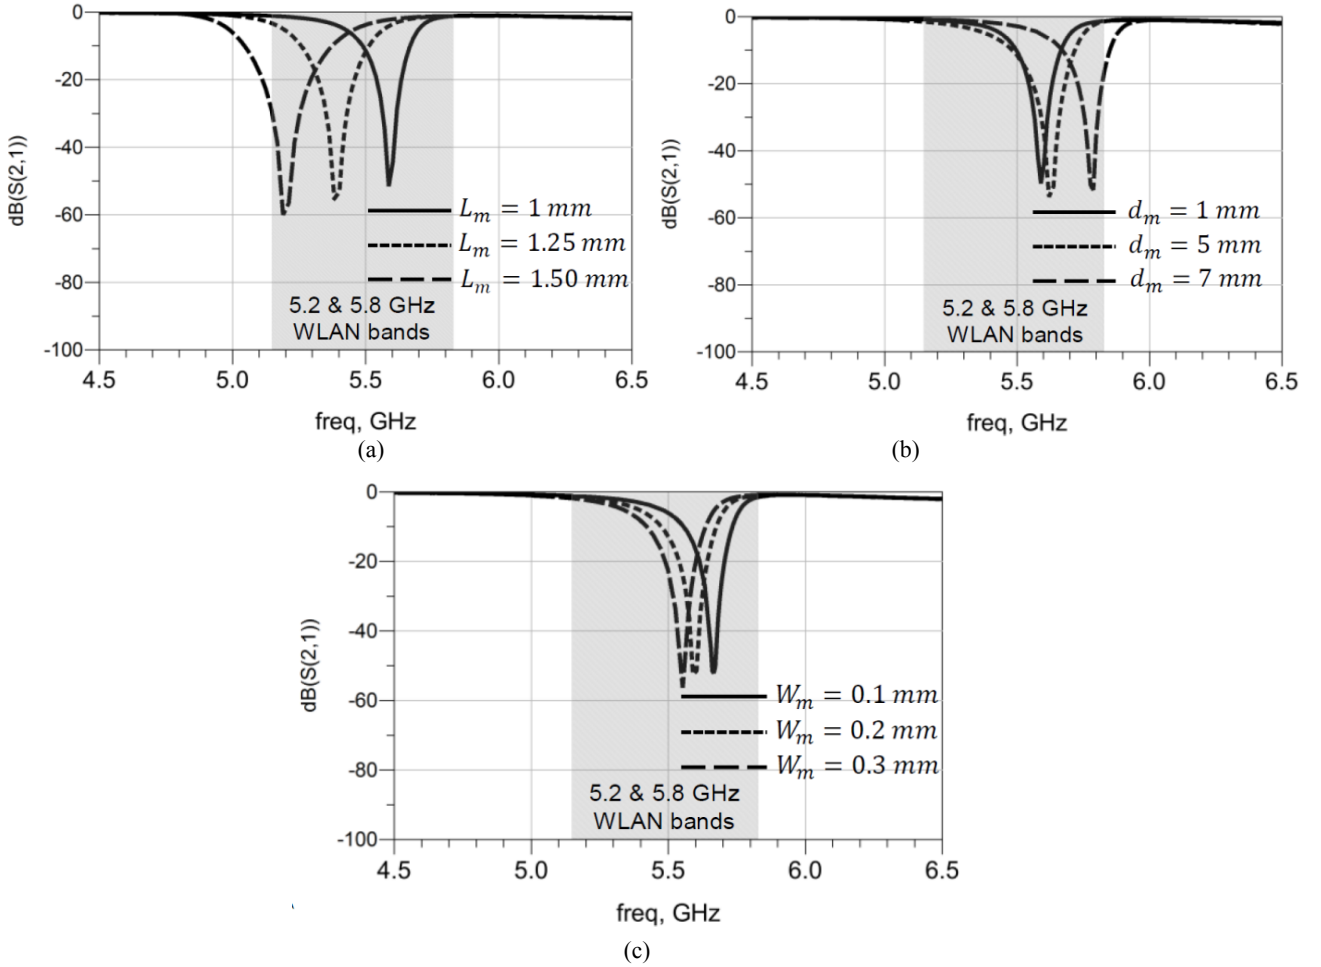 0
-20
-40
-60
-80
-100
dB(S(2,1))
L_m = 1 mm
L_m = 1.25 mm
L_m = 1.50 mm
5.2 & 5.8 GHz
WLAN bands
4.5 5.0 5.5 6.0 6.5
freq, GHz
(a)
0
-20
-40
-60
-80
-100
dB(S(2,1))
d_m = 1 mm
d_m = 5 mm
d_m = 7 mm
5.2 & 5.8 GHz
WLAN bands
4.5 5.0 5.5 6.0 6.5
freq, GHz
(b)
0
-20
-40
-60
-80
-100
dB(S(2,1))
W_m = 0.1 mm
W_m = 0.2 mm
W_m = 0.3 mm
5.2 & 5.8 GHz
WLAN bands
4.5 5.0 5.5 6.0 6.5
freq, GHz
(c)